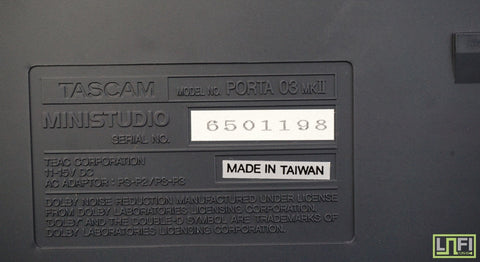 TASCAM MODEL NO. PORTA 03 MKII
MINISTUDIO
SERIAL NO. 6501198
TEAC CORPORATION
11-15V DC
AC ADAPTOR : PS-P2/PS-P3
MADE IN TAIWAN
DOLBY NOISE REDUCTION MANUFACTURED UNDER LICENSE
FROM DOLBY LABORATORIES LICENSING CORPORATION.
"DOLBY" AND THE DOUBLE-D SYMBOL ARE TRADEMARKS OF
DOLBY LABORATORIES LICENSING CORPORATION.